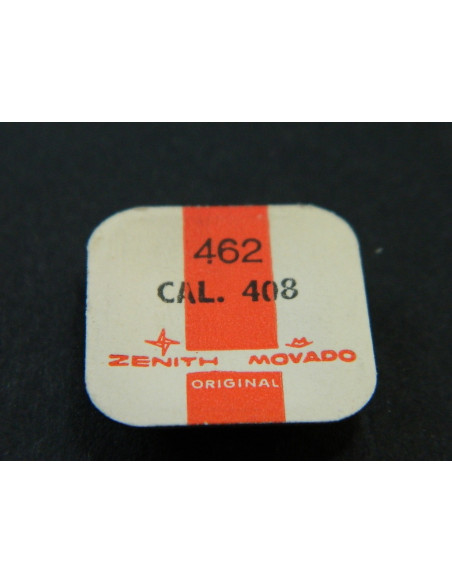 462
CAL. 408
ZENITH MOVADO
ORIGINAL